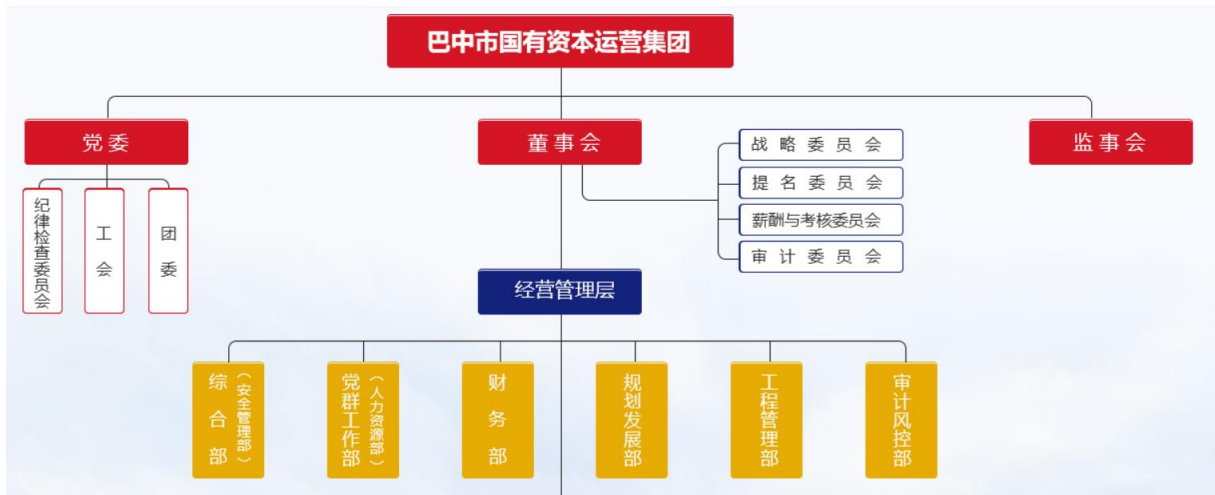 巴中市国有资本运营集团
党委
董事会
监事会
战略委员会
提名委员会
薪酬与考核委员会
审计委员会
纪律检查委员会
工会
团委
经营管理层
综合部
（安全管理部）
党群工作部
（人力资源部）
财务部
规划发展部
工程管理部
审计风控部